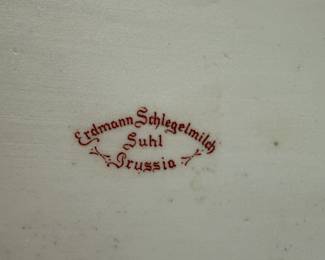 Erdmann Schlegelmilch
Suhl
Prussia